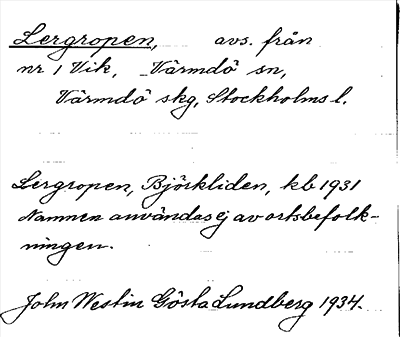 Lergropen, avs. från
nr 1 Vik, Värmdö sn,
Värmdö skg, Stockholms l.
Lergropen, Björkliden, kb 1931
Namnen användas ej av ortsbefolk-
ningen.
John Westin Gösta Lundberg 1934.